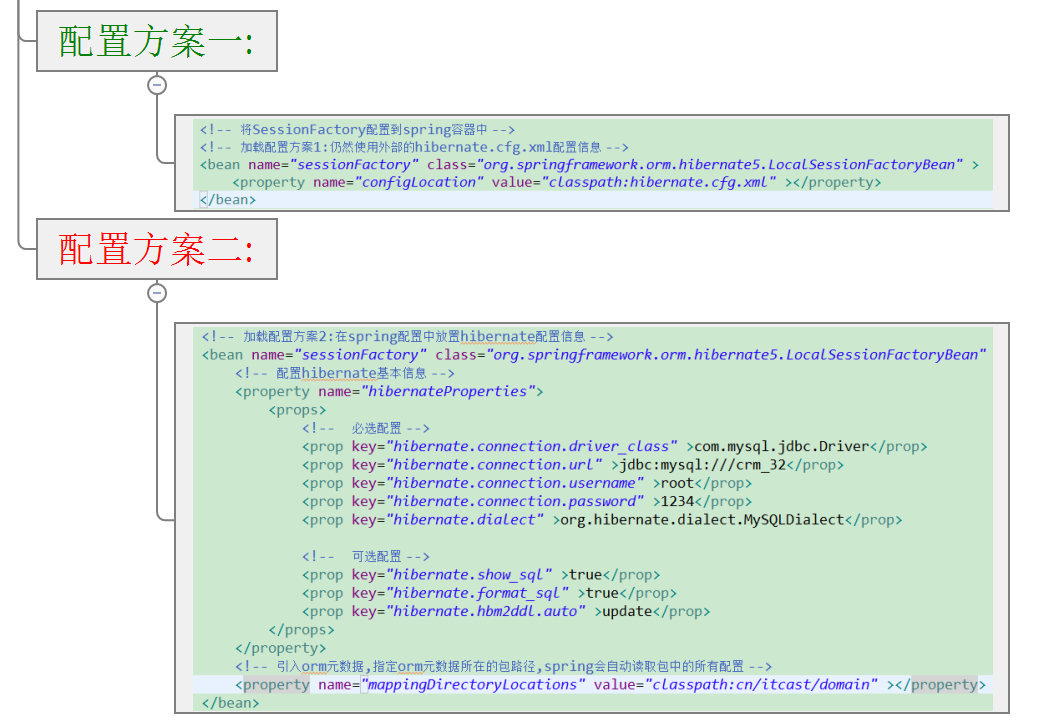 配置方案一:
<!-- 将SessionFactory配置到spring容器中 -->
<!-- 加载配置方案1:仍然使用外部的hibernate.cfg.xml配置信息 -->
<bean name="sessionFactory" class="org.springframework.orm.hibernate5.LocalSessionFactoryBean" >
<property name="configLocation" value="classpath:hibernate.cfg.xml" ></property>
</bean>
配置方案二:
<!-- 加载配置方案2:在spring配置中放置hibernate配置信息 -->
<bean name="sessionFactory" class="org.springframework.orm.hibernate5.LocalSessionFactoryBean"
<!-- 配置hibernate基本信息 -->
<property name="hibernateProperties">
<props>
<!-- 必选配置 -->
<prop key="hibernate.connection.driver_class" >com.mysql.jdbc.Driver</prop>
<prop key="hibernate.connection.url" >jdbc:mysql:///crm_32</prop>
<prop key="hibernate.connection.username" >root</prop>
<prop key="hibernate.connection.password" >1234</prop>
<prop key="hibernate.dialect" >org.hibernate.dialect.MySQLDialect</prop>
<!-- 可选配置 -->
<prop key="hibernate.show_sql" >true</prop>
<prop key="hibernate.format_sql" >true</prop>
<prop key="hibernate.hbm2ddl.auto" >update</prop>
</props>
</property>
<!-- 引入orm元数据,指定orm元数据所在的包路径,spring会自动读取包中的所有配置 -->
<property name="mappingDirectoryLocations" value="classpath:cn/itcast/domain" ></property>
</bean>